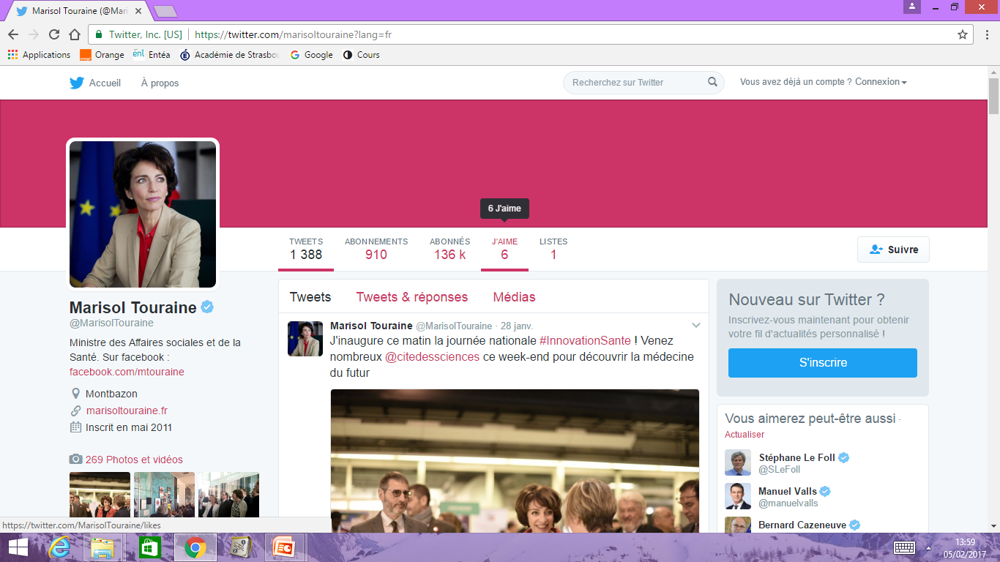 Marisol Touraine (@Mari
Twitter, Inc. [US] https://twitter.com/marisoltouraine?lang=fr
Applications Orange Entéa Académie de Strasbou Google Cours
Accueil À propos Recherchez sur Twitter Vous avez déjà un compte ? Connexion
6 J'aime
TWEETS ABONNEMENTS ABONNÉS J'AIME LISTES
1 388 910 136 k 6 1
Suivre
Marisol Touraine
@MarisolTouraine
Ministre des Affaires sociales et de la
Santé. Sur facebook :
facebook.com/mtouraine
Montbazon
marisoltouraine.fr
Inscrit en mai 2011
269 Photos et vidéos
Tweets Tweets & réponses Médias
Marisol Touraine @MarisolTouraine · 28 janv.
J'inaugure ce matin la journée nationale #InnovationSante ! Venez
nombreux @citedessciences ce week-end pour découvrir la médecine
du futur
Nouveau sur Twitter ?
Inscrivez-vous maintenant pour obtenir
votre fil d'actualités personnalisé !
S'inscrire
Vous aimerez peut-être aussi ·
Actualiser
Stéphane Le Foll
@SLeFoll
Manuel Valls
@manuelvalls
Bernard Cazeneuve
https://twitter.com/MarisolTouraine/likes
13:59
05/02/2017